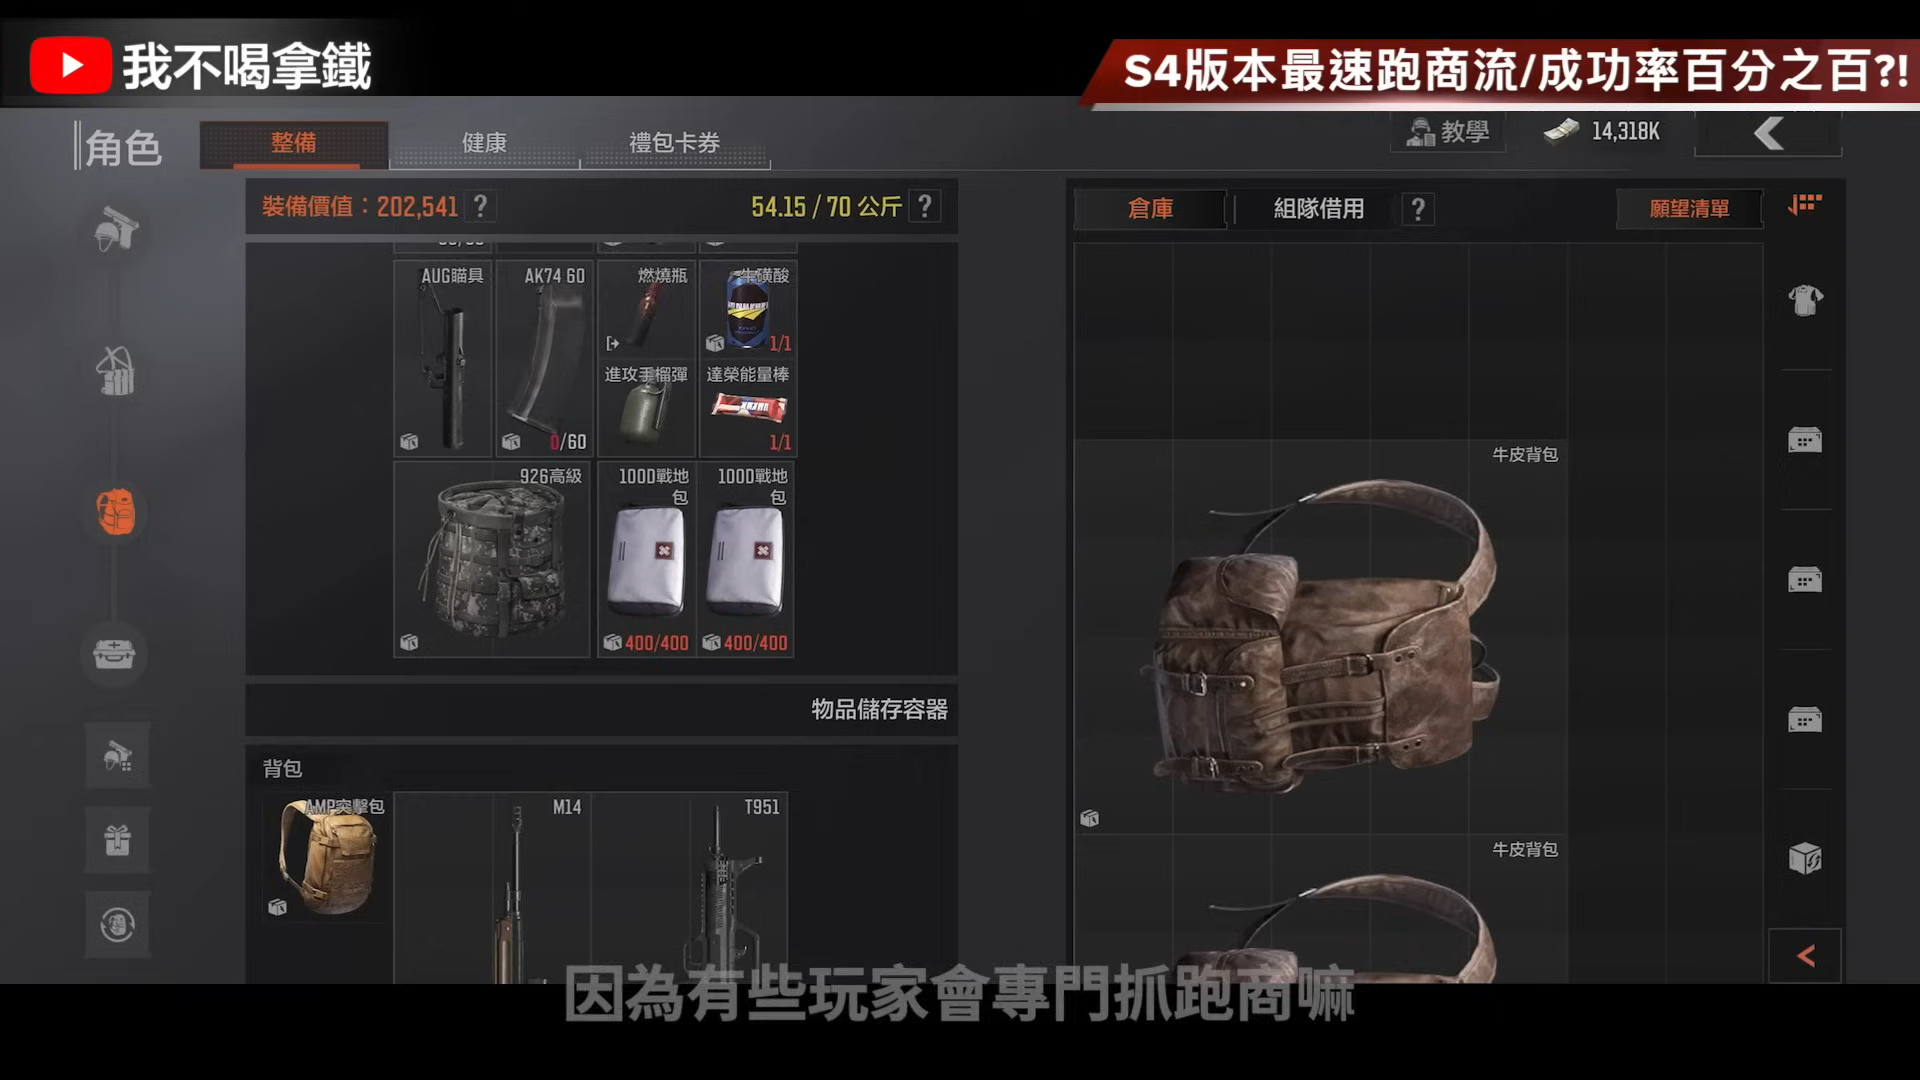 我不喝拿鐵
S4版本最速跑商流/成功率百分之百?!
角色
整備
健康
禮包卡券
教學
14,318K
裝備價值：202,541 ?
54.15 / 70 公斤 ?
倉庫
組隊借用 ?
願望清單
AUG瞄具
AK74 60
0/60
燃燒瓶
牛磺酸
1/1
進攻手榴彈
達榮能量棒
1/1
926高級
100D戰地
包
400/400
100D戰地
包
400/400
牛皮背包
物品儲存容器
背包
AMP突擊包
M14
T951
牛皮背包
因為有些玩家會專門抓跑商嘛